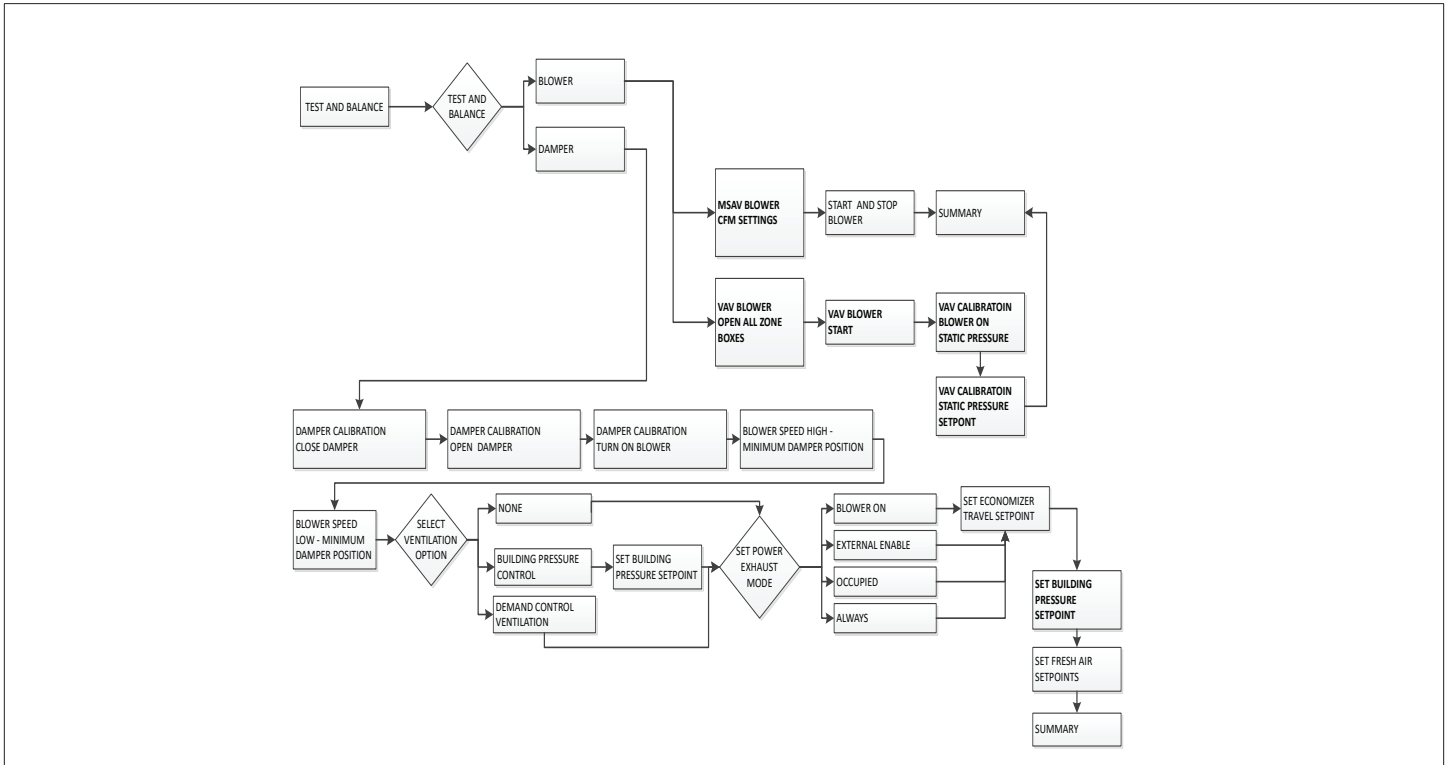 TEST AND BALANCE
TEST AND
BALANCE
BLOWER
DAMPER
MSAV BLOWER
CFM SETTINGS
START AND STOP
BLOWER
SUMMARY
VAV BLOWER
OPEN ALL ZONE
BOXES
VAV BLOWER
START
VAV CALIBRATOIN
BLOWER ON
STATIC PRESSURE
VAV CALIBRATOIN
STATIC PRESSURE
SETPONT
DAMPER CALIBRATION
CLOSE DAMPER
DAMPER CALIBRATION
OPEN DAMPER
DAMPER CALIBRATION
TURN ON BLOWER
BLOWER SPEED HIGH -
MINIMUM DAMPER POSITION
BLOWER SPEED
LOW - MINIMUM
DAMPER POSITION
SELECT
VENTILATION
OPTION
NONE
BUILDING PRESSURE
CONTROL
SET BUILDING
PRESSURE SETPOINT
DEMAND CONTROL
VENTILATION
SET POWER
EXHAUST
MODE
BLOWER ON
EXTERNAL ENABLE
OCCUPIED
ALWAYS
SET ECONOMIZER
TRAVEL SETPOINT
SET BUILDING
PRESSURE
SETPOINT
SET FRESH AIR
SETPOINTS
SUMMARY